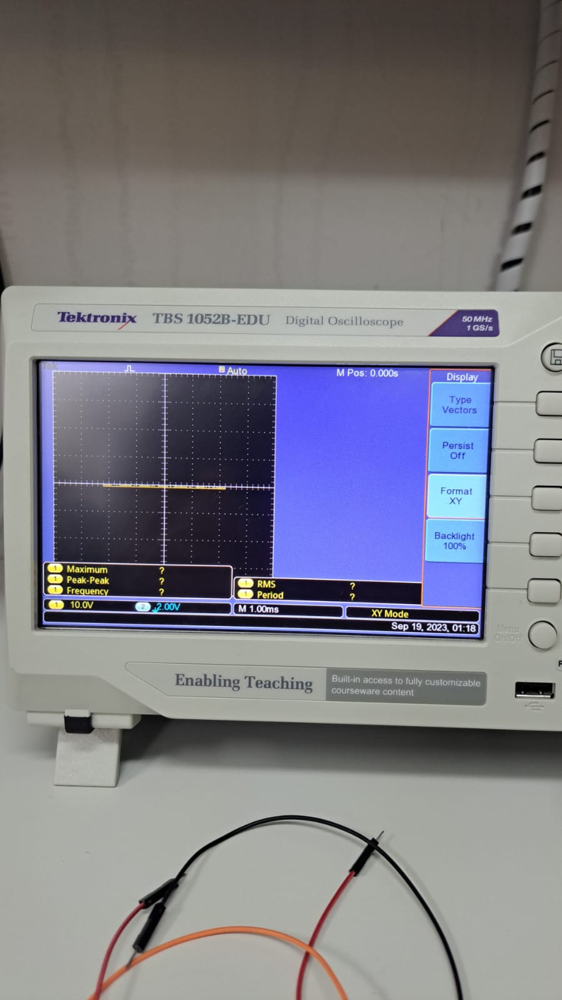 Tektronix TBS 1052B-EDU Digital Oscilloscope
50 MHz
1 GS/s
Tek
R Auto
M Pos: 0.000s
Display
Type
Vectors
Persist
Off
Format
XY
Backlight
100%
1 Maximum ?
1 Peak-Peak ?
1 Frequency ?
1 RMS ?
1 Period ?
1 10.0V
2 2.00V
M 1.00ms
XY Mode
Sep 19, 2023, 01:18
Menu
On/Off
Enabling Teaching
Built-in access to fully customizable
courseware content